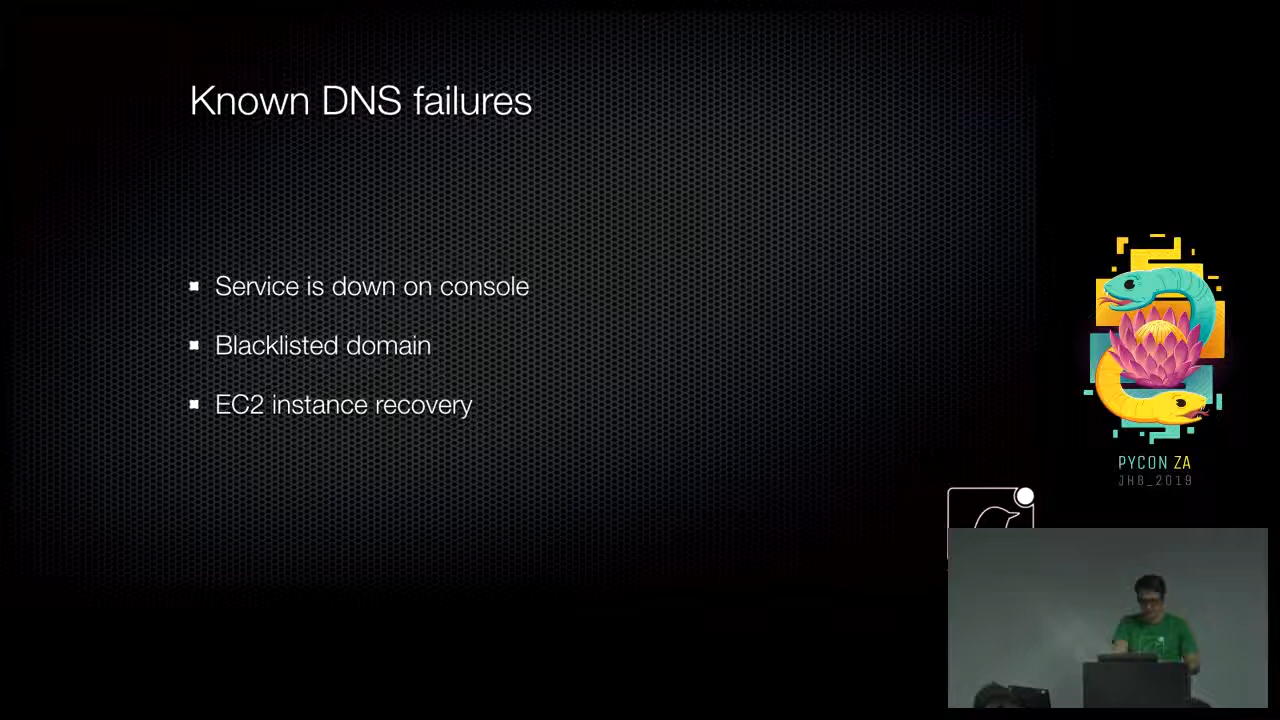 Known DNS failures
Service is down on console
Blacklisted domain
EC2 instance recovery
PYCON ZA
JHB_2019